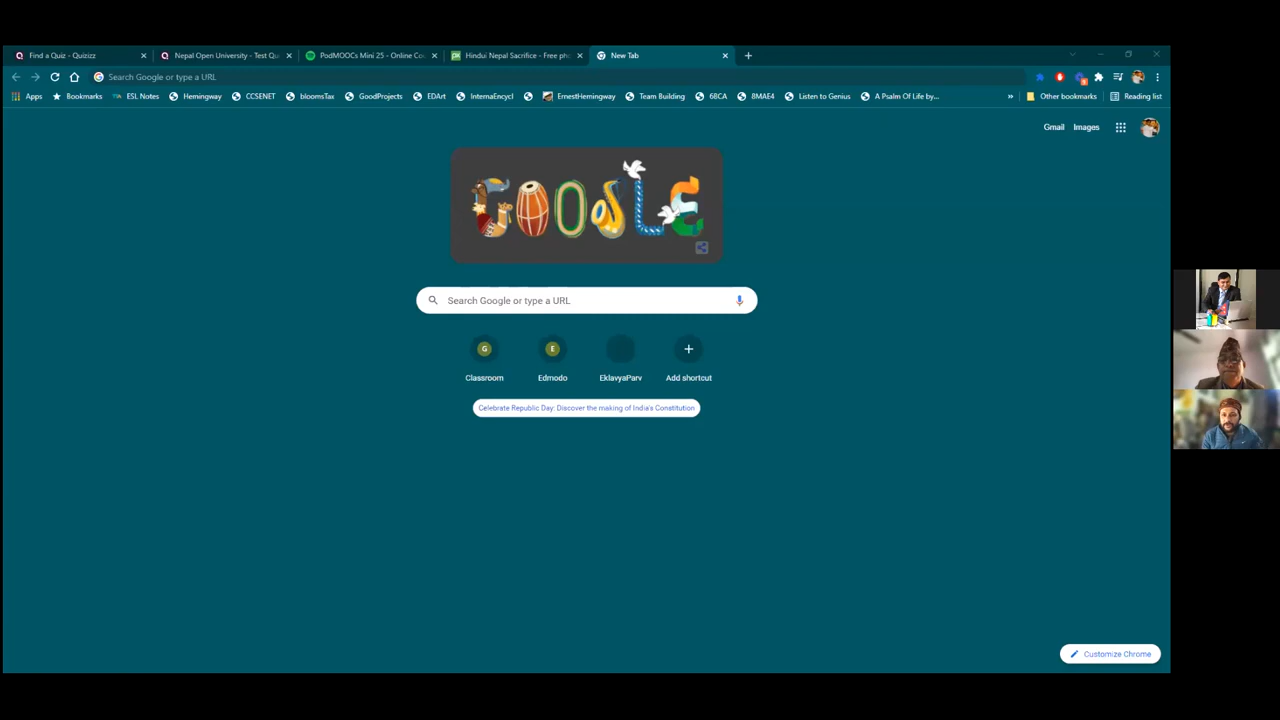 Find a Quiz - Quizizz
Nepal Open University - Test Qu
PodMOOCs Mini 25 - Online Co
Hindui Nepal Sacrifice - Free pho
New Tab
Search Google or type a URL
Apps Bookmarks ESL Notes Hemingway CCSENET bloomsTax GoodProjects EDArt InternaEncycl ErnestHemingway Team Building 6BCA 8MAE4 Listen to Genius A Psalm Of Life by... » Other bookmarks Reading list
Gmail Images
GOOGLE
Search Google or type a URL
G E
Classroom Edmodo EklavyaParv Add shortcut
Celebrate Republic Day: Discover the making of India's Constitution
Customize Chrome